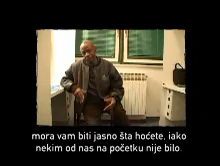 mora vam biti jasno šta hoćete, iako
nekim od nas na početku nije bilo